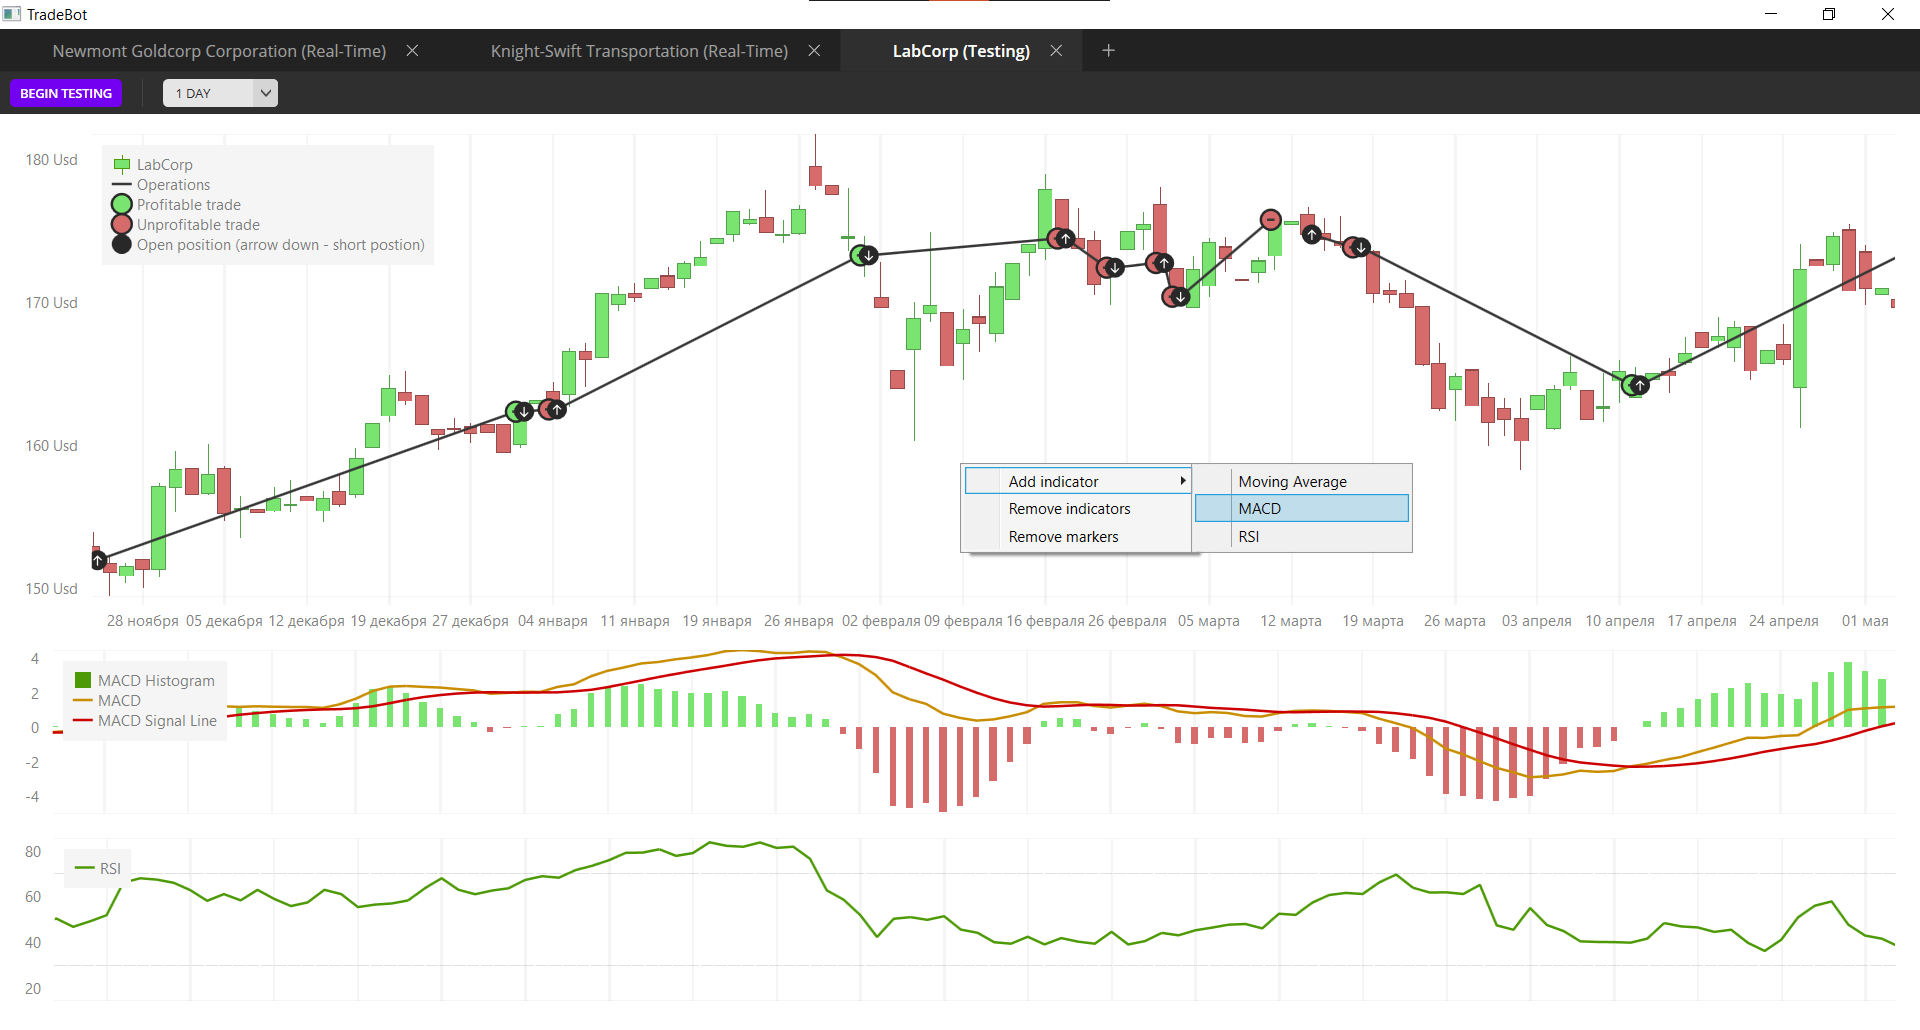 TradeBot
Newmont Goldcorp Corporation (Real-Time)
Knight-Swift Transportation (Real-Time)
LabCorp (Testing)
BEGIN TESTING
1 DAY
180 Usd
170 Usd
160 Usd
150 Usd
LabCorp
Operations
Profitable trade
Unprofitable trade
Open position (arrow down - short postion)
Add indicator
Remove indicators
Remove markers
Moving Average
MACD
RSI
28 ноября 05 декабря 12 декабря 19 декабря 27 декабря 04 января 11 января 19 января 26 января 02 февраля 09 февраля 16 февраля 26 февраля 05 марта 12 марта 19 марта 26 марта 03 апреля 10 апреля 17 апреля 24 апреля 01 мая
4
2
0
-2
-4
MACD Histogram
MACD
MACD Signal Line
80
60
40
20
RSI